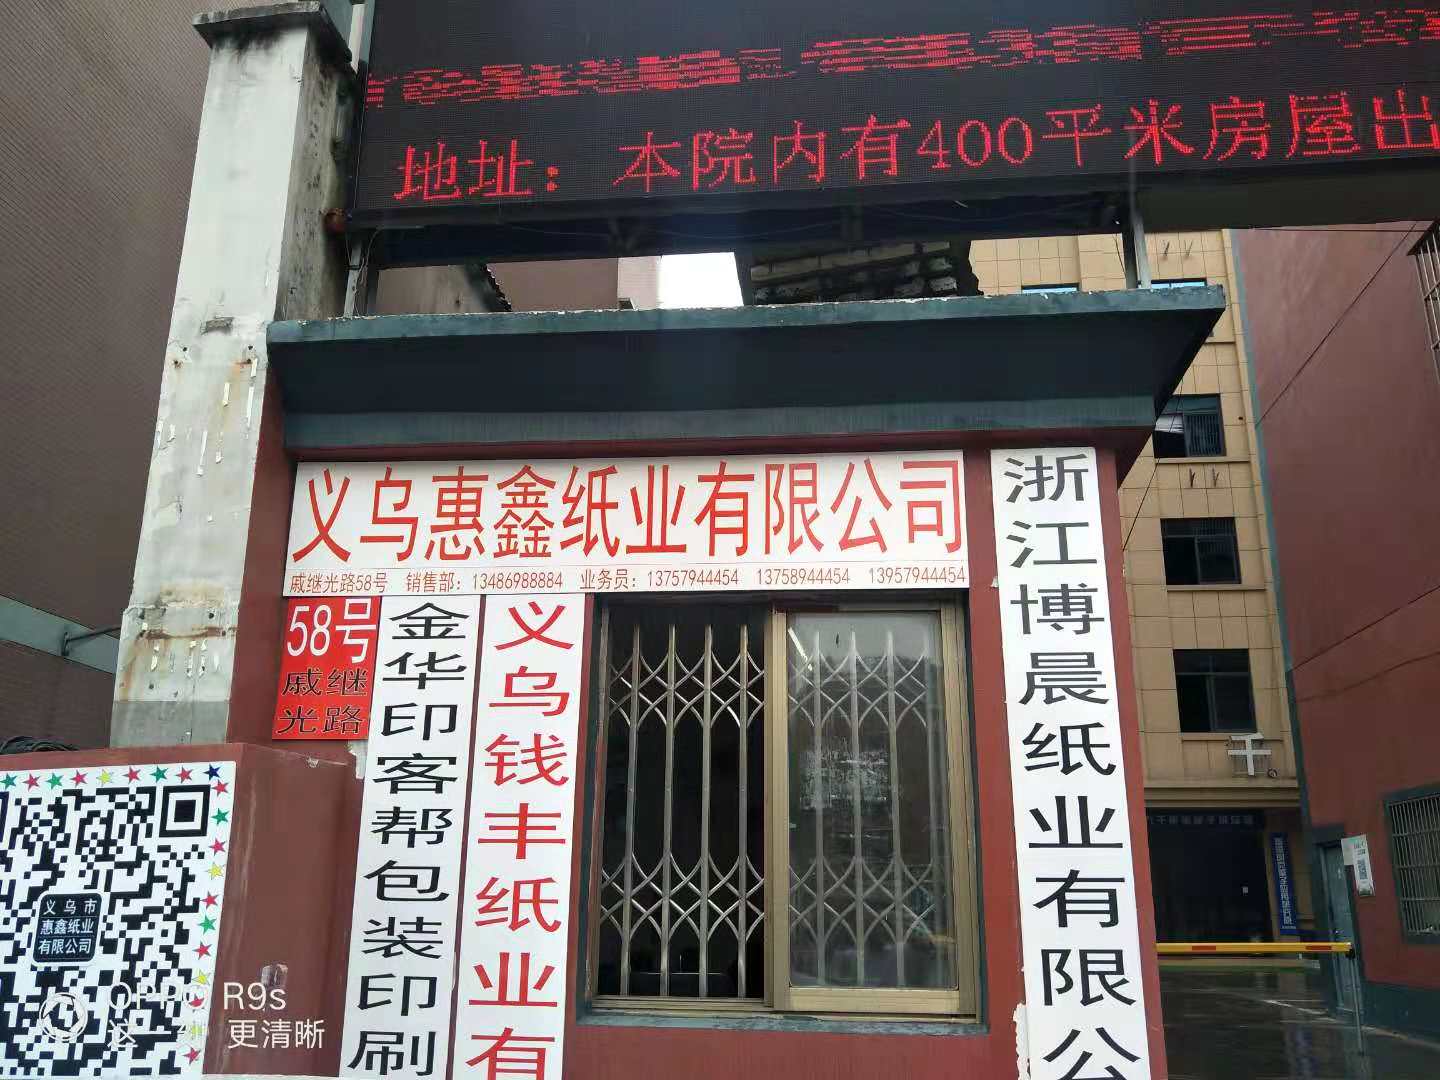 地址：本院内有400平米房屋出
义乌惠鑫纸业有限公司
戚继光路58号 销售部：13486988884 业务员：13757944454 13758944454 13957944454
58号
戚继
光路
金华印客帮包装印刷
义乌钱丰纸业有
浙江博晨纸业有限公
义乌市
惠鑫纸业
有限公司
OPPO R9s
这一刻 更清晰